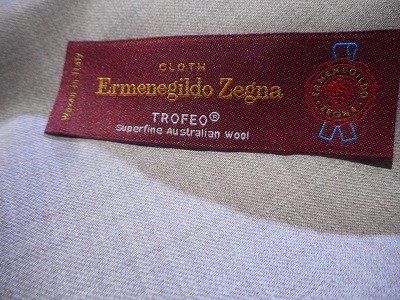 Woven in Italy
CLOTH
Ermenegildo Zegna
TROFEO®
Superfine Australian Wool
ERMENEGILDO
ZEGNA